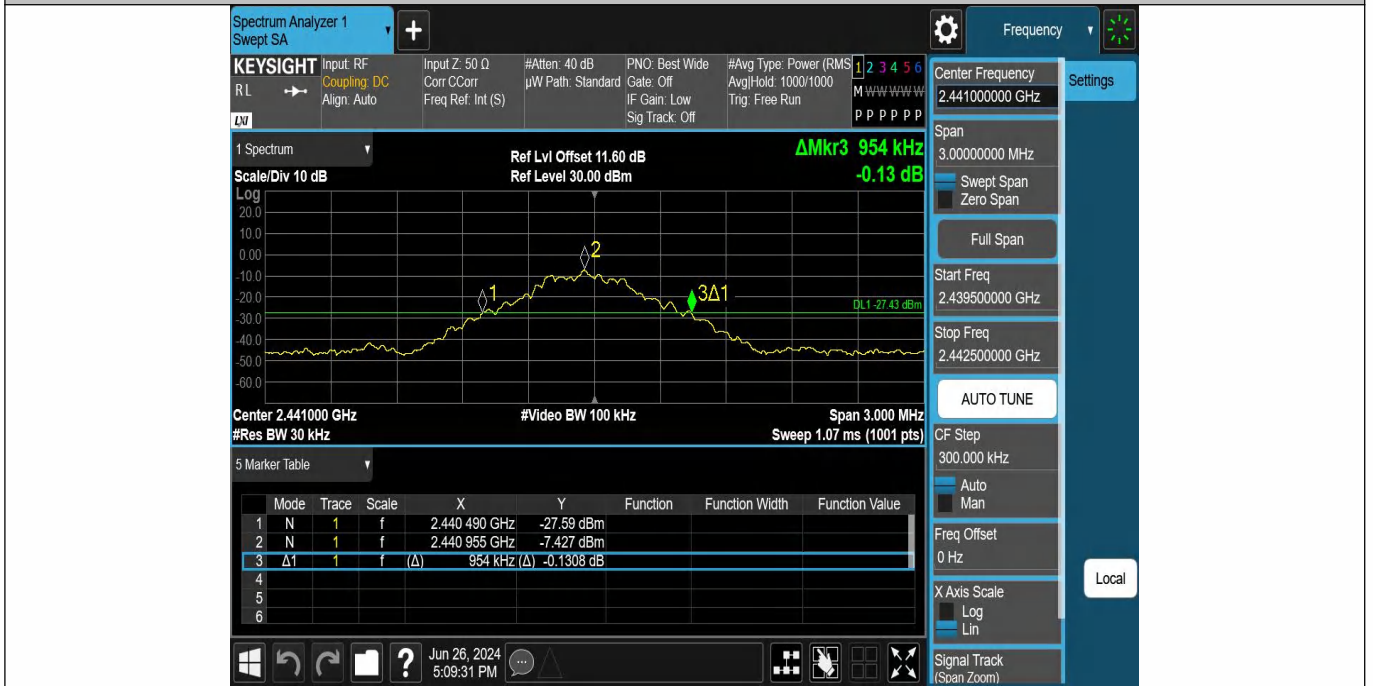 Spectrum Analyzer 1
Swept SA
+
Frequency
KEYSIGHT
RL
LXI
Input: RF
Coupling: DC
Align: Auto
Input Z: 50 Ω
Corr CCorr
Freq Ref: Int (S)
#Atten: 40 dB
µW Path: Standard
PNO: Best Wide
Gate: Off
IF Gain: Low
Sig Track: Off
#Avg Type: Power (RMS
Avg|Hold: 1000/1000
Trig: Free Run
1 2 3 4 5 6
M W W W W W
P P P P P P
Center Frequency
2.441000000 GHz
Settings
1 Spectrum
Scale/Div 10 dB
Ref Lvl Offset 11.60 dB
Ref Level 30.00 dBm
ΔMkr3 954 kHz
-0.13 dB
Log
20.0
10.0
0.00
-10.0
-20.0
-30.0
-40.0
-50.0
-60.0
1
2
3Δ1
DL1 -27.43 dBm
Center 2.441000 GHz
#Video BW 100 kHz
Span 3.000 MHz
#Res BW 30 kHz
Sweep 1.07 ms (1001 pts)
Span
3.00000000 MHz
Swept Span
Zero Span
Full Span
Start Freq
2.439500000 GHz
Stop Freq
2.442500000 GHz
AUTO TUNE
CF Step
300.000 kHz
Auto
Man
Freq Offset
0 Hz
X Axis Scale
Log
Lin
Signal Track
(Span Zoom)
Local
5 Marker Table
Mode Trace Scale X Y Function Function Width Function Value
1 N 1 f 2.440 490 GHz -27.59 dBm
2 N 1 f 2.440 955 GHz -7.427 dBm
3 Δ1 1 f (Δ) 954 kHz (Δ) -0.1308 dB
4
5
6
?
Jun 26, 2024
5:09:31 PM